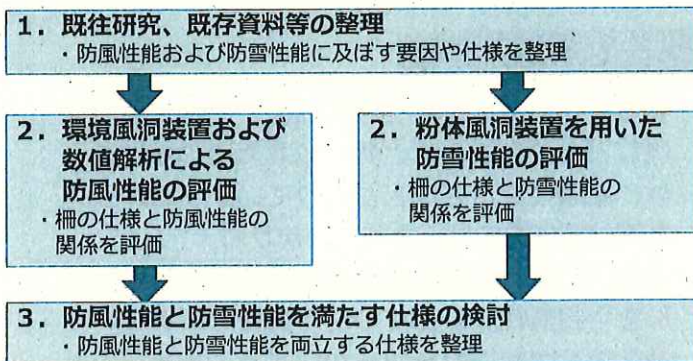 1．既往研究、既存資料等の整理
・防風性能および防雪性能に及ぼす要因や仕様を整理
2．環境風洞装置および
数値解析による
防風性能の評価
・柵の仕様と防風性能の
関係を評価
2．粉体風洞装置を用いた
防雪性能の評価
・柵の仕様と防雪性能の
関係を評価
3．防風性能と防雪性能を満たす仕様の検討
・防風性能と防雪性能を両立する仕様を整理